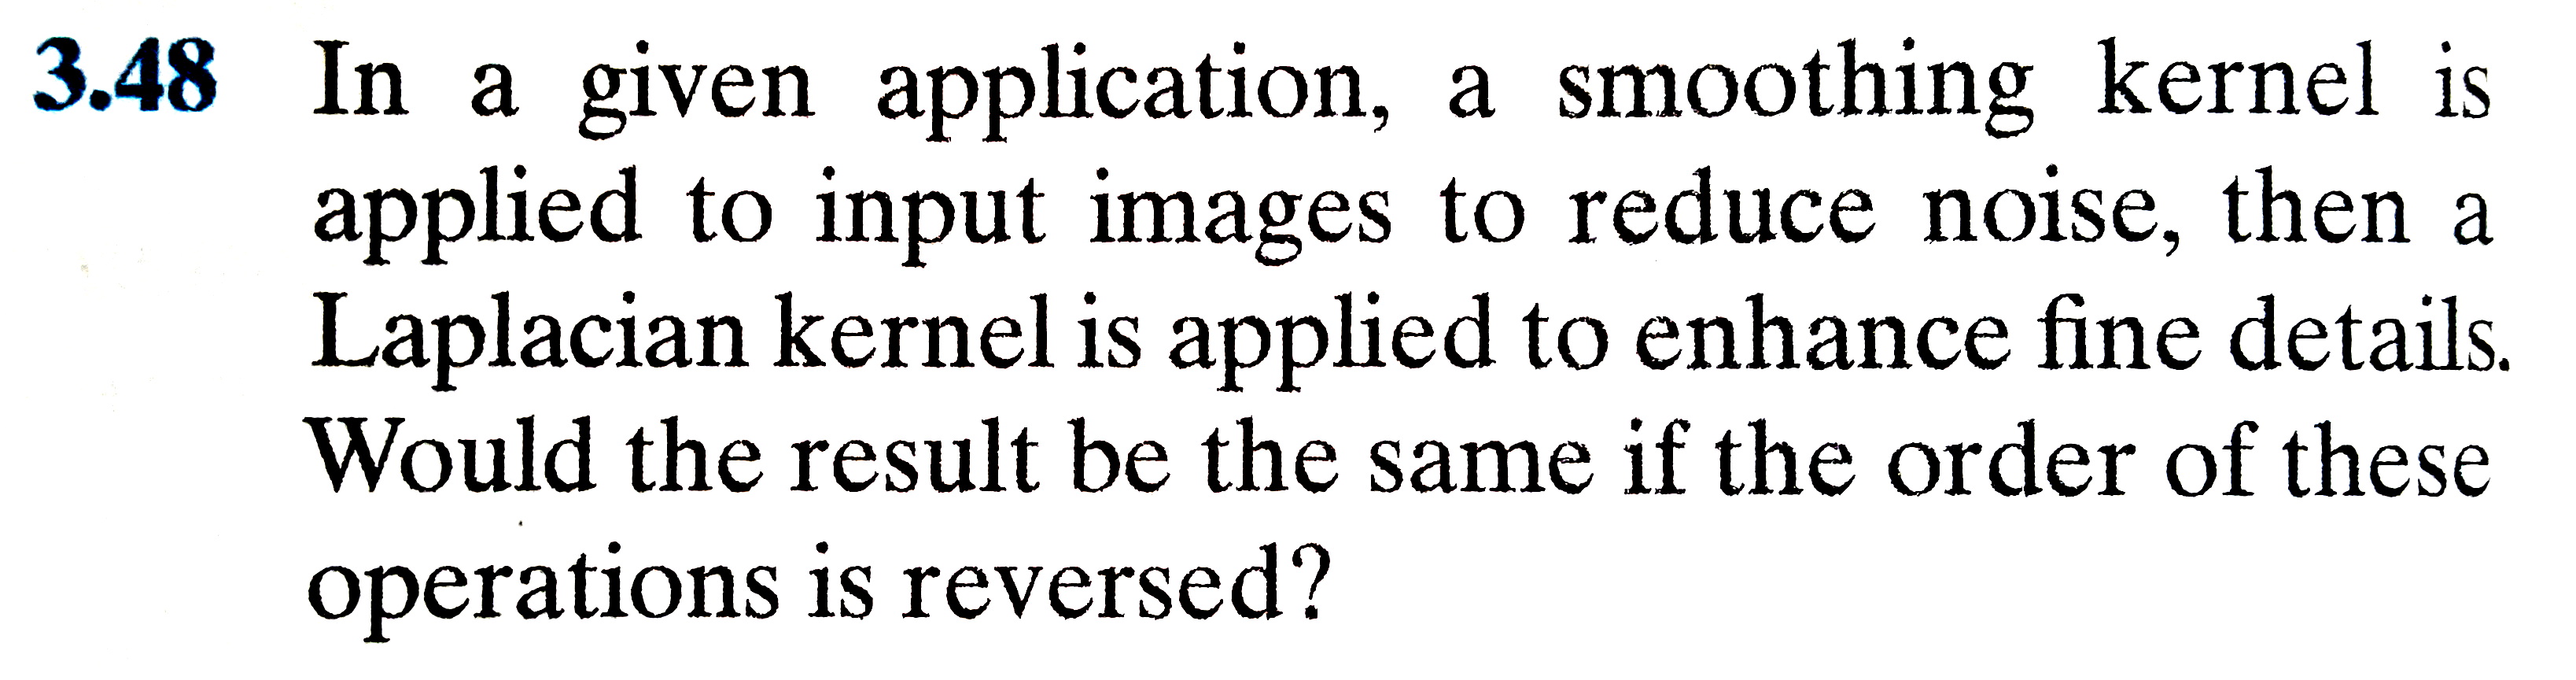 3.48 In a given application, a smoothing kernel is
applied to input images to reduce noise, then a
Laplacian kernel is applied to enhance fine details.
Would the result be the same if the order of these
operations is reversed?